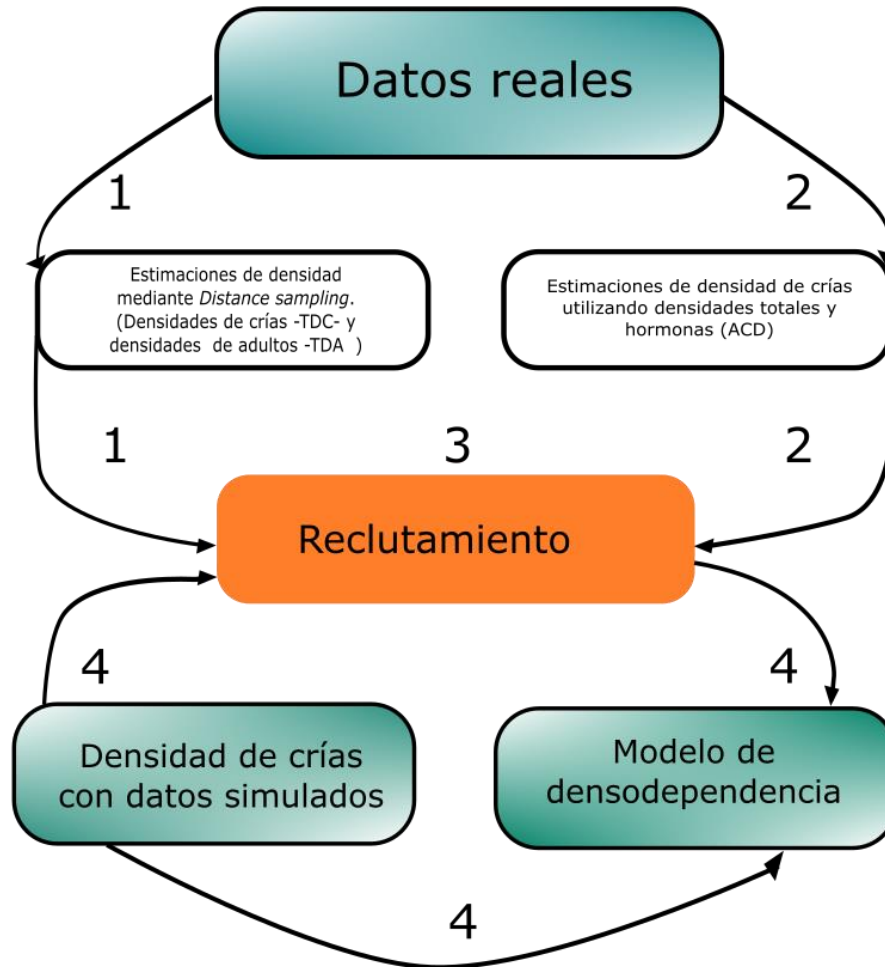 Datos reales
1
2
Estimaciones de densidad
mediante Distance sampling.
(Densidades de crías -TDC- y
densidades  de adultos -TDA  )
Estimaciones de densidad de crías
utilizando densidades totales y
hormonas (ACD)
1
3
2
Reclutamiento
4
4
Densidad de crías
con datos simulados
Modelo de
densodependencia
4